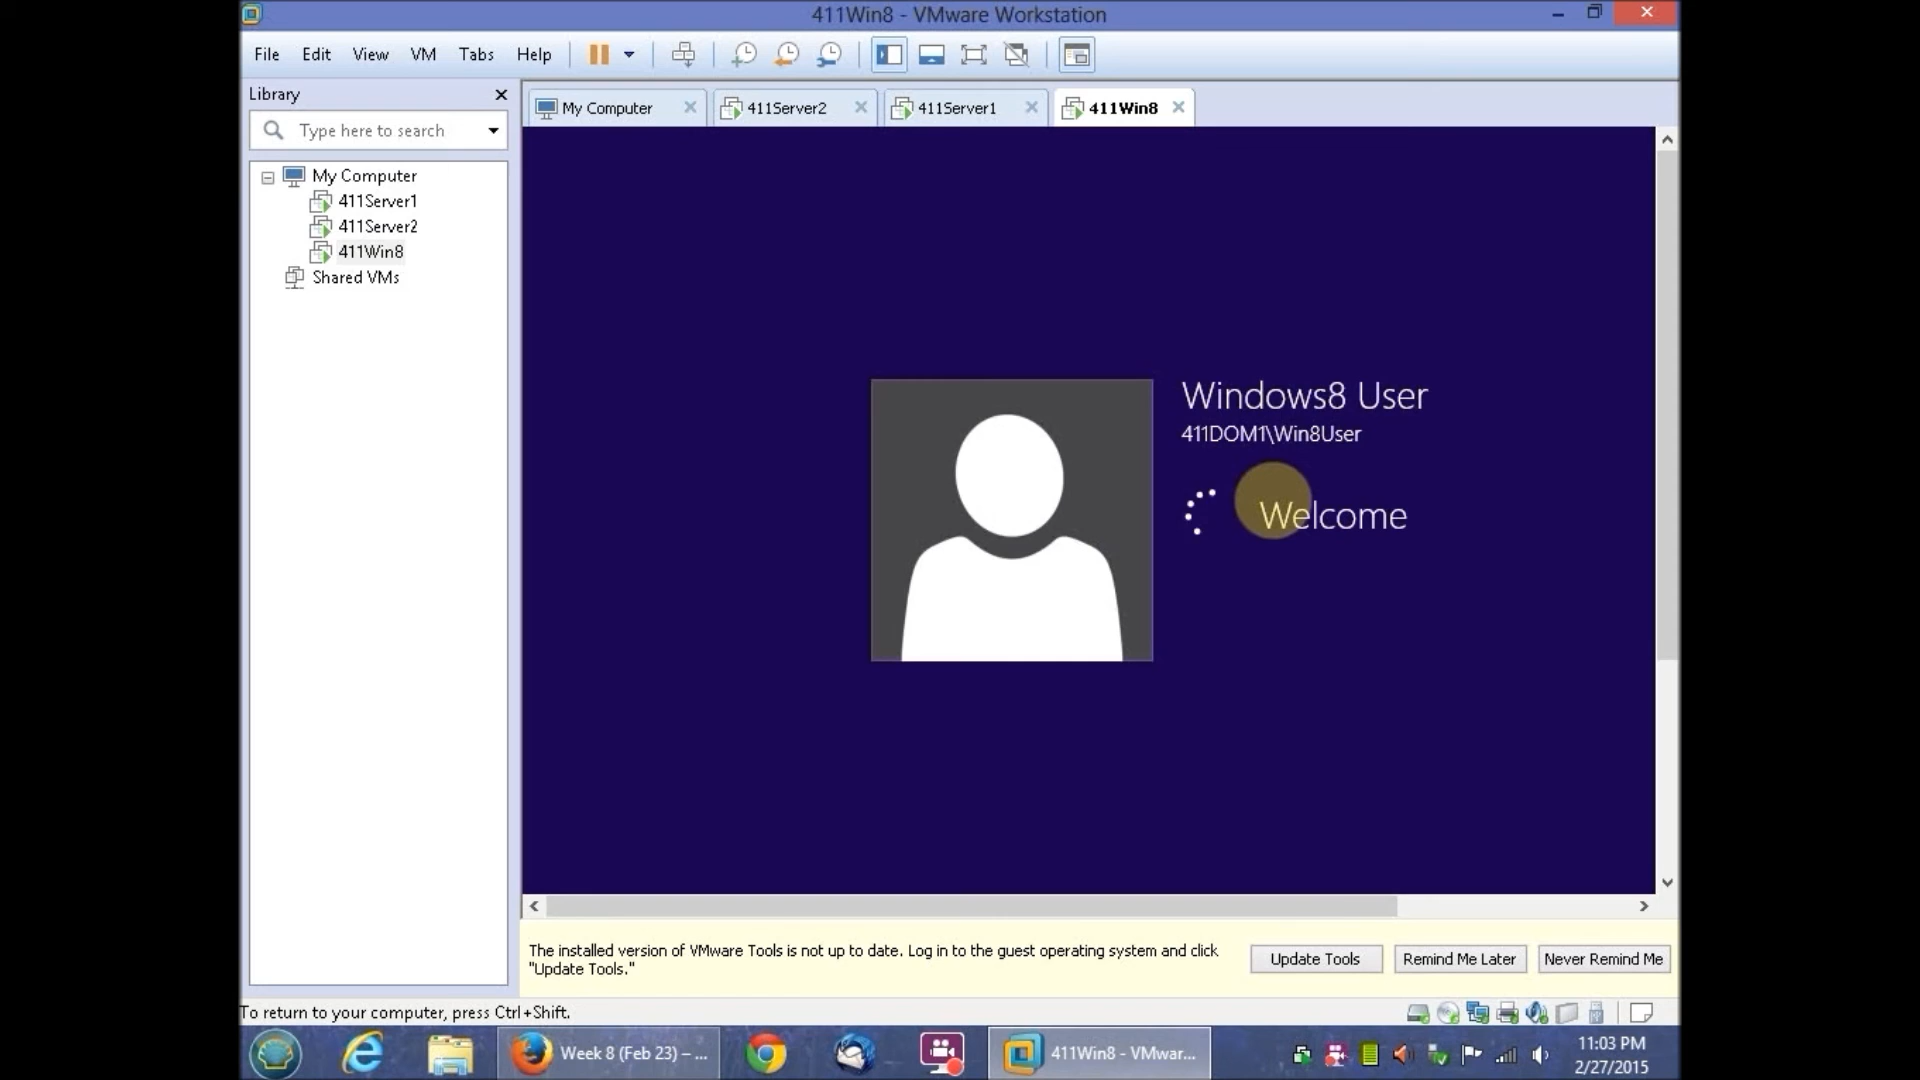 411Win8 - VMware Workstation
File Edit View VM Tabs Help
Library
Type here to search
My Computer
411Server1
411Server2
411Win8
Shared VMs
My Computer
411Server2
411Server1
411Win8
Windows8 User
411DOM1\Win8User
Welcome
The installed version of VMware Tools is not up to date. Log in to the guest operating system and click
"Update Tools."
Update Tools
Remind Me Later
Never Remind Me
To return to your computer, press Ctrl+Shift.
Week 8 (Feb 23) – ...
411Win8 - VMwar...
11:03 PM
2/27/2015